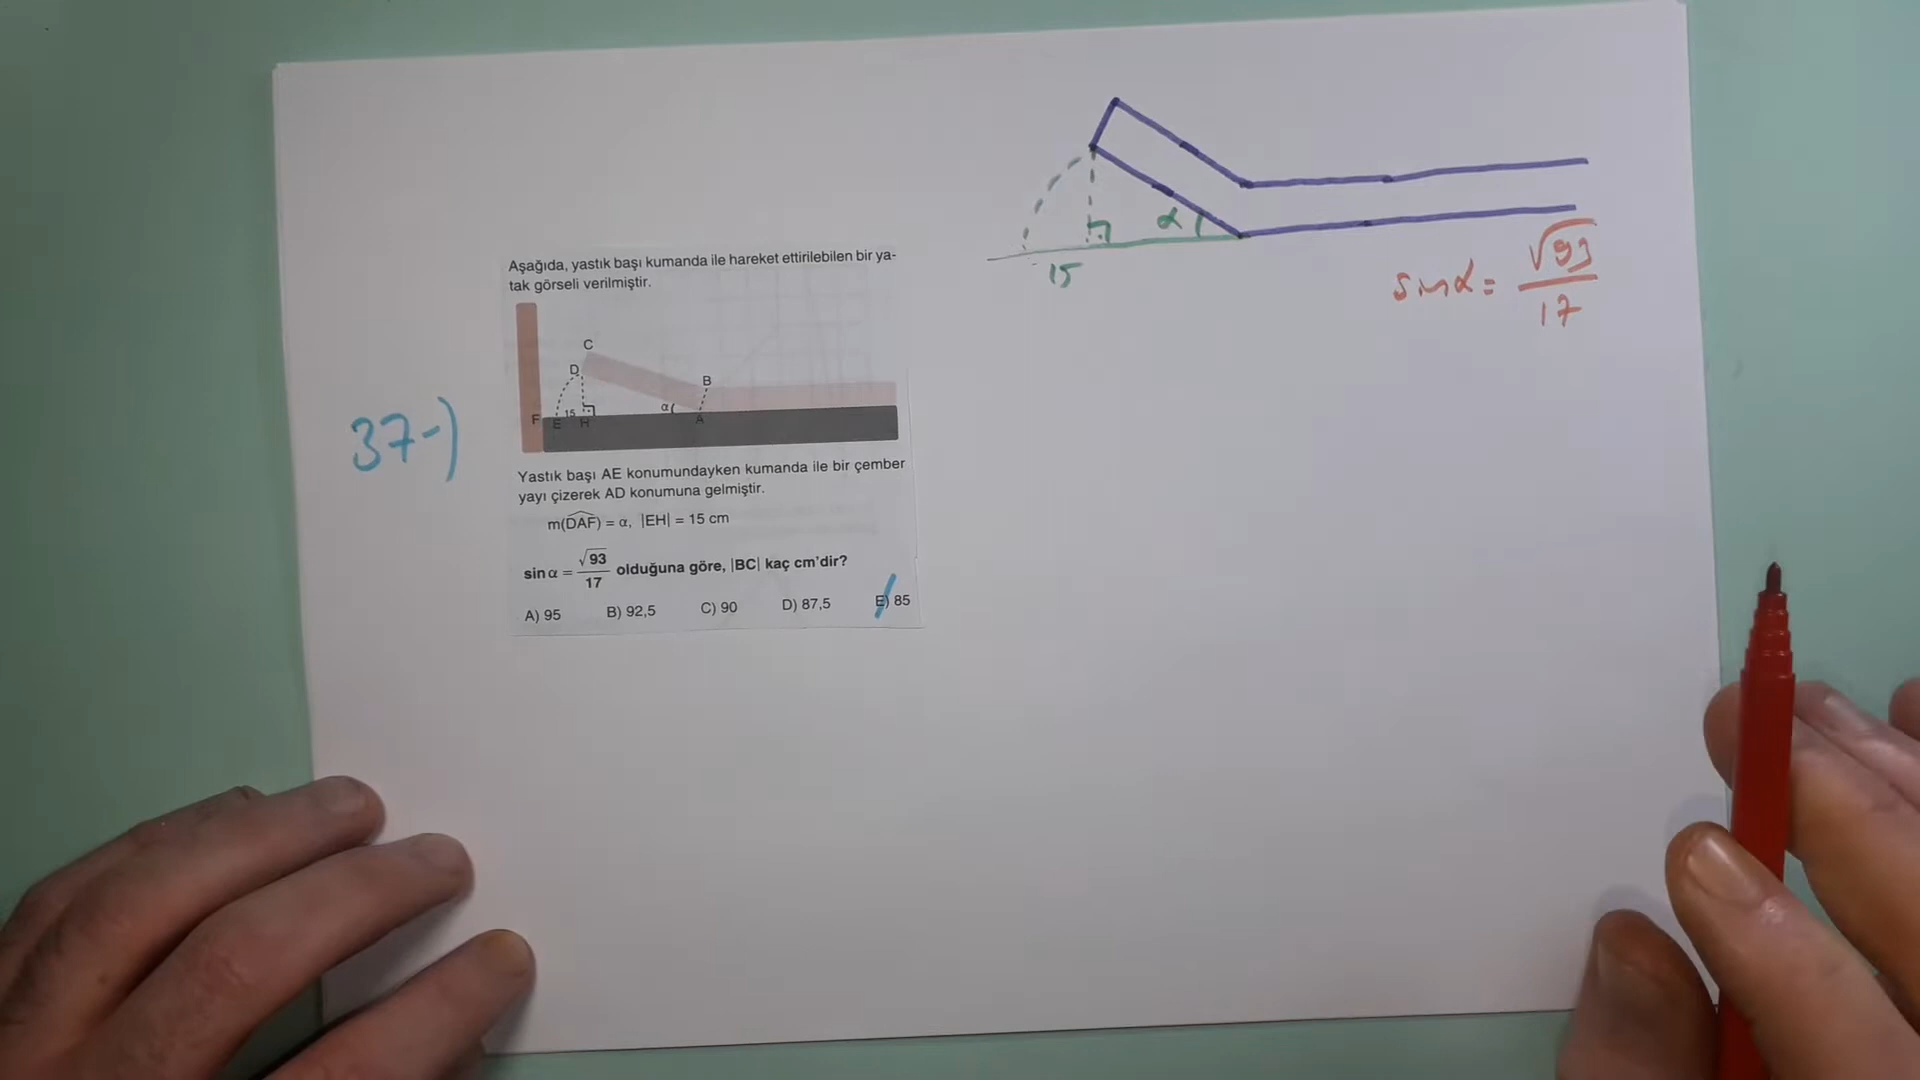 37-)
Aşağıda, yastık başı kumanda ile hareket ettirilebilen bir ya-
tak görseli verilmiştir.
C
D
B
α
F
E
15
H
A
Yastık başı AE konumundayken kumanda ile bir çember
yayı çizerek AD konumuna gelmiştir.
m(DAF) = α, |EH| = 15 cm
sin α = √93/17 olduğuna göre, |BC| kaç cm'dir?
A) 95 B) 92,5 C) 90 D) 87,5 E) 85
α
15
sinα = √93/17